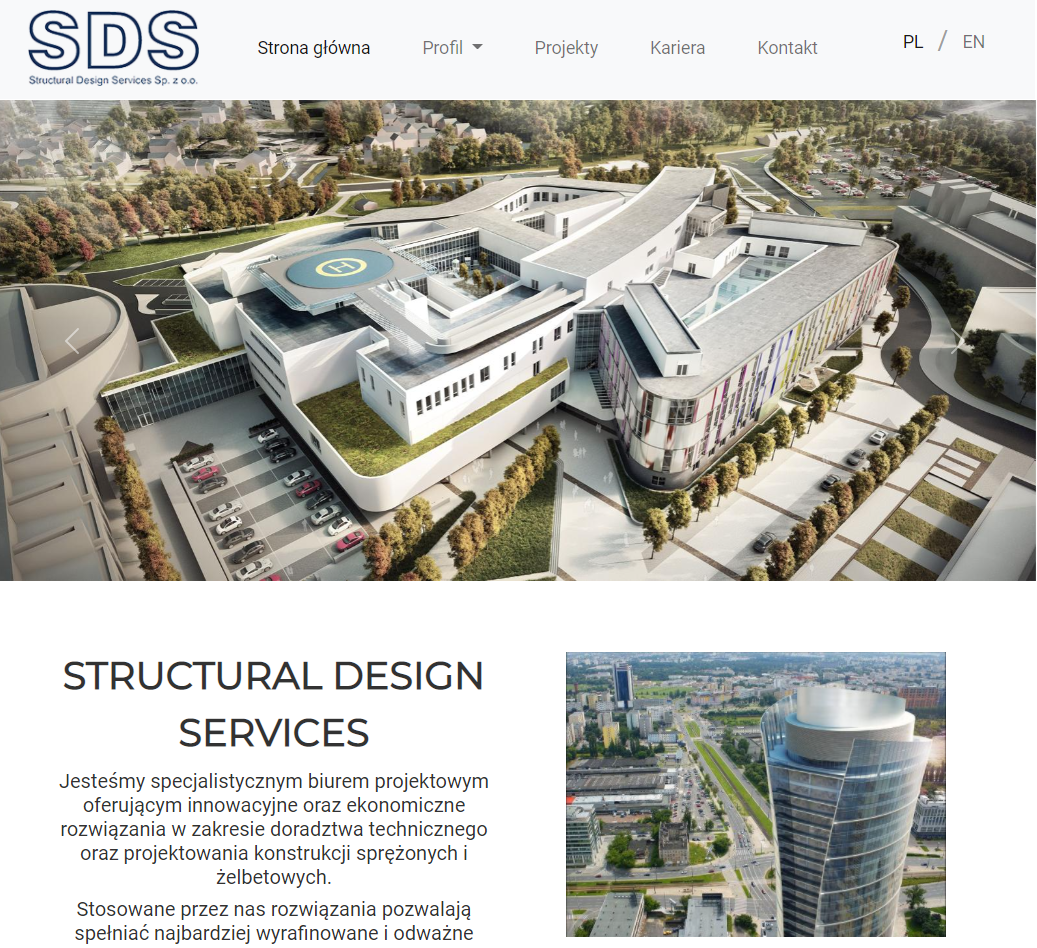 SDS
Structural Design Services Sp. z o.o.
Strona główna
Profil
Projekty
Kariera
Kontakt
PL / EN
H
STRUCTURAL DESIGN
SERVICES
Jesteśmy specjalistycznym biurem projektowym
oferującym innowacyjne oraz ekonomiczne
rozwiązania w zakresie doradztwa technicznego
oraz projektowania konstrukcji sprężonych i
żelbetowych.
Stosowane przez nas rozwiązania pozwalają
spełniać najbardziej wyrafinowane i odważne